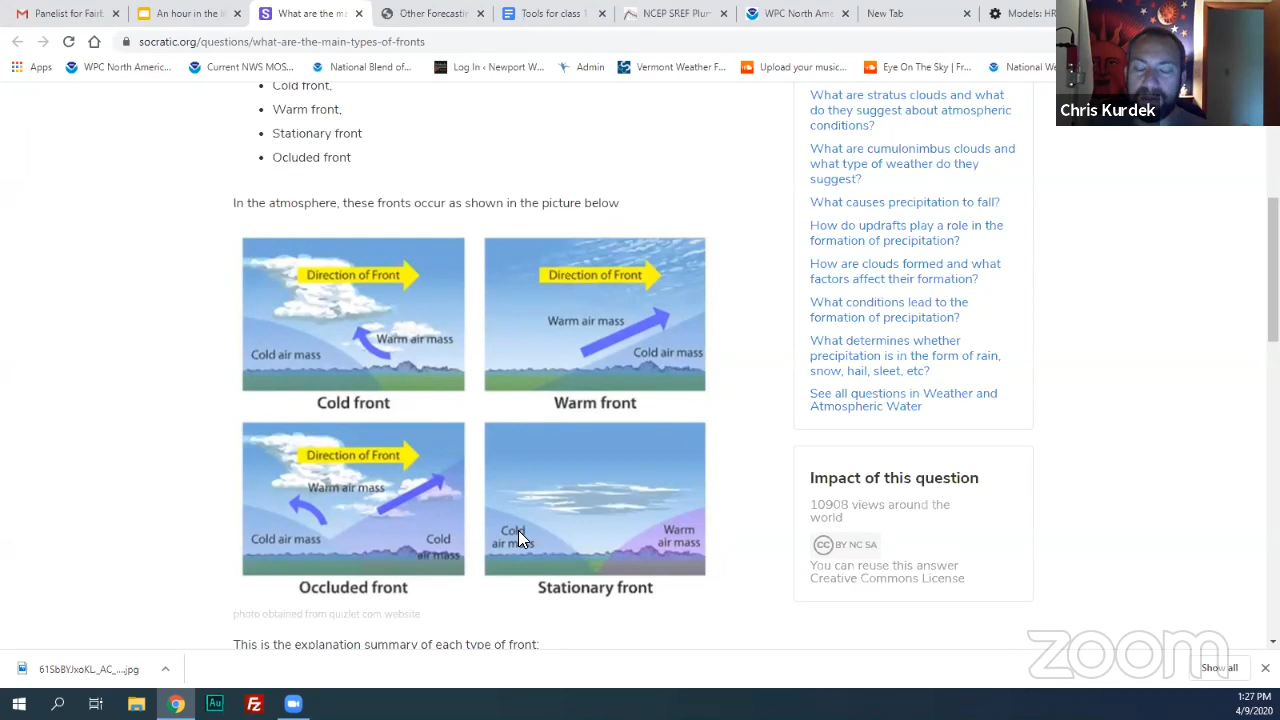 Panelist for Fairb
An hour in the li
What are the ma
Other Forecastin
Tools for class 1
NCEP SREF Plum
WPC North Ame
New Tab
Models: HR
socratic.org/questions/what-are-the-main-types-of-fronts
Apps
WPC North Americ...
Current NWS MOS...
National Blend of...
Log In ‹ Newport W...
Admin
Vermont Weather F...
Upload your music...
Eye On The Sky | Fr...
National We
Chris Kurdek
Cold front,
Warm front,
Stationary front
Ocluded front
In the atmosphere, these fronts occur as shown in the picture below
Direction of Front
Warm air mass
Cold air mass
Cold front
Direction of Front
Warm air mass
Cold air mass
Warm front
Direction of Front
Warm air mass
Cold air mass
Cold
air mass
Occluded front
Cold
air mass
Warm
air mass
Stationary front
photo obtained from quizlet com website
This is the explanation summary of each type of front:
What are stratus clouds and what
do they suggest about atmospheric
conditions?
What are cumulonimbus clouds and
what type of weather do they
suggest?
What causes precipitation to fall?
How do updrafts play a role in the
formation of precipitation?
How are clouds formed and what
factors affect their formation?
What conditions lead to the
formation of precipitation?
What determines whether
precipitation is in the form of rain,
snow, hail, sleet, etc?
See all questions in Weather and
Atmospheric Water
Impact of this question
10908 views around the
world
CC BY NC SA
You can reuse this answer
Creative Commons License
zoom
61SbBYJxoKL_AC_....jpg
Show all
Au
Fz
1:27 PM
4/9/2020